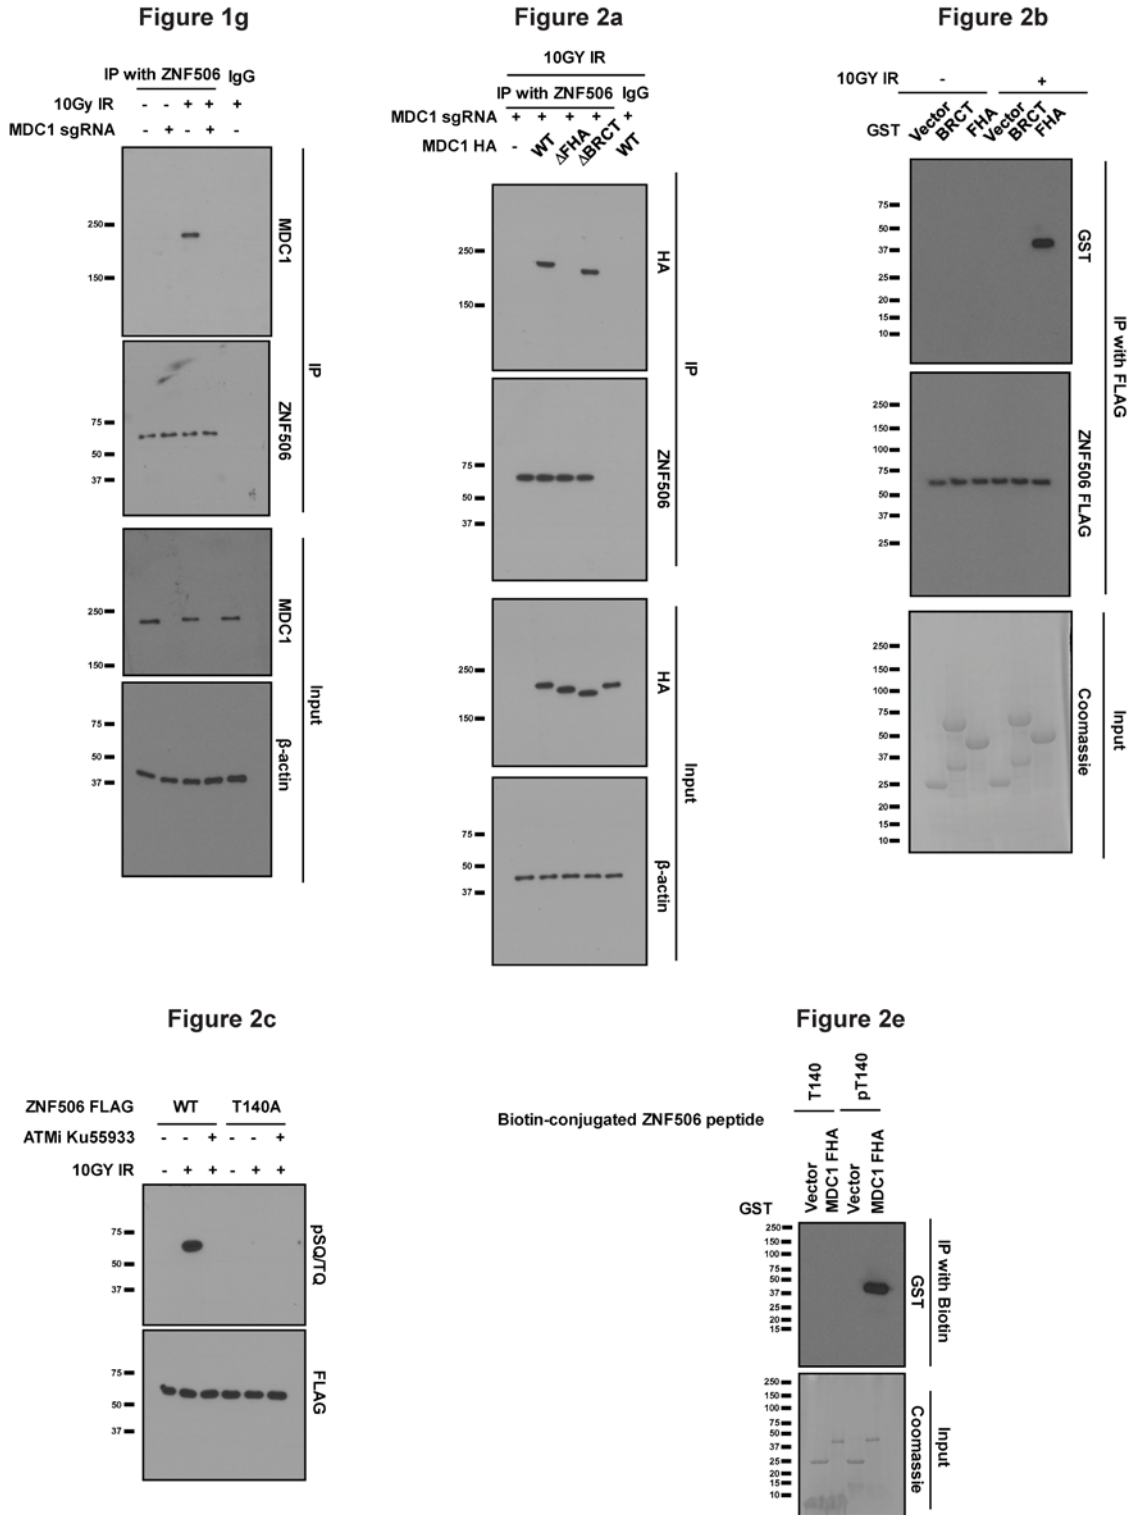 Figure 1g
IP with ZNF506 IgG
10Gy IR - - + + +
MDC1 sgRNA - + - + -
250
150
MDC1
75
50
37
ZNF506
IP
250
150
MDC1
75
50
37
β-actin
Input
Figure 2a
10GY IR
IP with ZNF506 IgG
MDC1 sgRNA + + + + +
MDC1 HA - WT ΔFHA ΔBRCT WT
250
150
HA
75
50
37
ZNF506
IP
250
150
HA
75
50
37
β-actin
Input
Figure 2b
10GY IR - +
GST Vector BRCT FHA Vector BRCT FHA
75
50
37
25
20
15
10
GST
250
150
100
75
50
37
25
ZNF506 FLAG
IP with FLAG
250
150
100
75
50
37
25
20
15
10
Coomassie
Input
Figure 2c
ZNF506 FLAG WT T140A
ATMi Ku55933 - - + - - +
10GY IR - + + - + +
75
50
37
pSQ/TQ
75
50
37
FLAG
Figure 2e
Biotin-conjugated ZNF506 peptide T140 pT140
GST Vector MDC1 FHA Vector MDC1 FHA
250
150
100
75
50
37
25
20
15
GST
IP with Biotin
250
150
100
75
50
37
25
20
15
10
Coomassie
Input